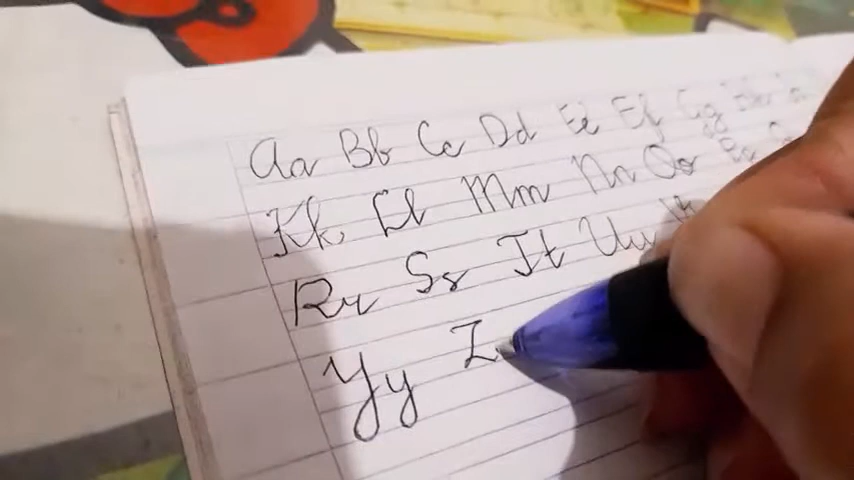 Aa Bb Cc Dd Ee Ff Gg
Kk Ll Mm Nn Oo
Rr Ss Tt Uu
Yy Z